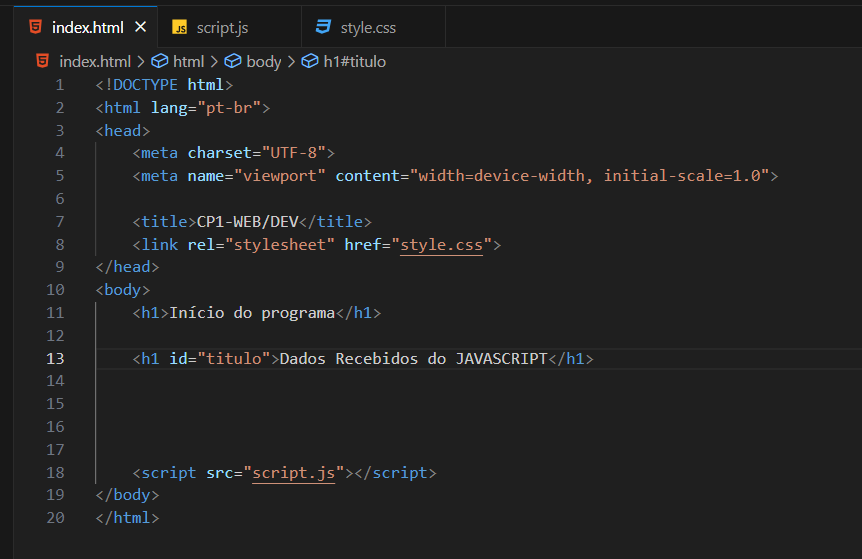 index.html × JS script.js style.css
index.html > html > body > h1#titulo
1 <!DOCTYPE html>
2 <html lang="pt-br">
3 <head>
4 <meta charset="UTF-8">
5 <meta name="viewport" content="width=device-width, initial-scale=1.0">
6
7 <title>CP1-WEB/DEV</title>
8 <link rel="stylesheet" href="style.css">
9 </head>
10 <body>
11 <h1>Início do programa</h1>
12
13 <h1 id="titulo">Dados Recebidos do JAVASCRIPT</h1>
14
15
16
17
18 <script src="script.js"></script>
19 </body>
20 </html>